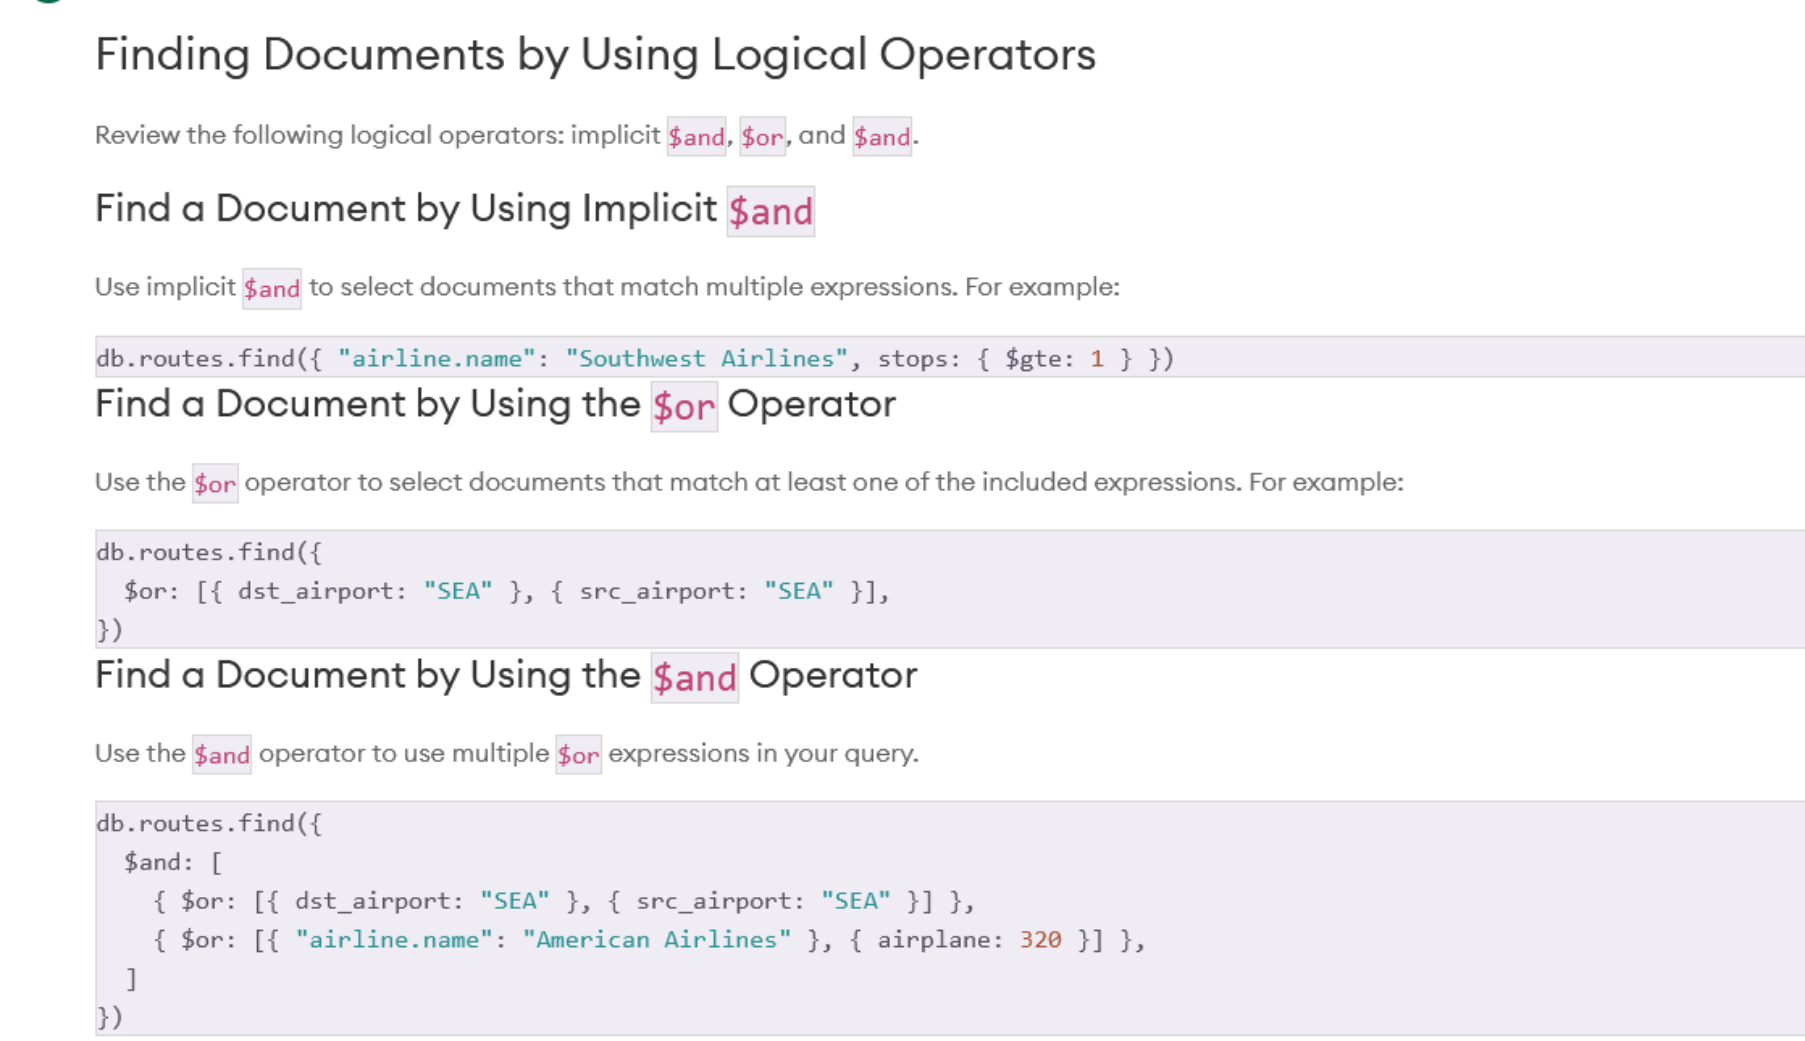 Finding Documents by Using Logical Operators
Review the following logical operators: implicit $and, $or, and $and.
Find a Document by Using Implicit $and
Use implicit $and to select documents that match multiple expressions. For example:
db.routes.find({ "airline.name": "Southwest Airlines", stops: { $gte: 1 } })
Find a Document by Using the $or Operator
Use the $or operator to select documents that match at least one of the included expressions. For example:
db.routes.find({
  $or: [{ dst_airport: "SEA" }, { src_airport: "SEA" }],
})
Find a Document by Using the $and Operator
Use the $and operator to use multiple $or expressions in your query.
db.routes.find({
  $and: [
    { $or: [{ dst_airport: "SEA" }, { src_airport: "SEA" }] },
    { $or: [{ "airline.name": "American Airlines" }, { airplane: 320 }] },
  ]
})